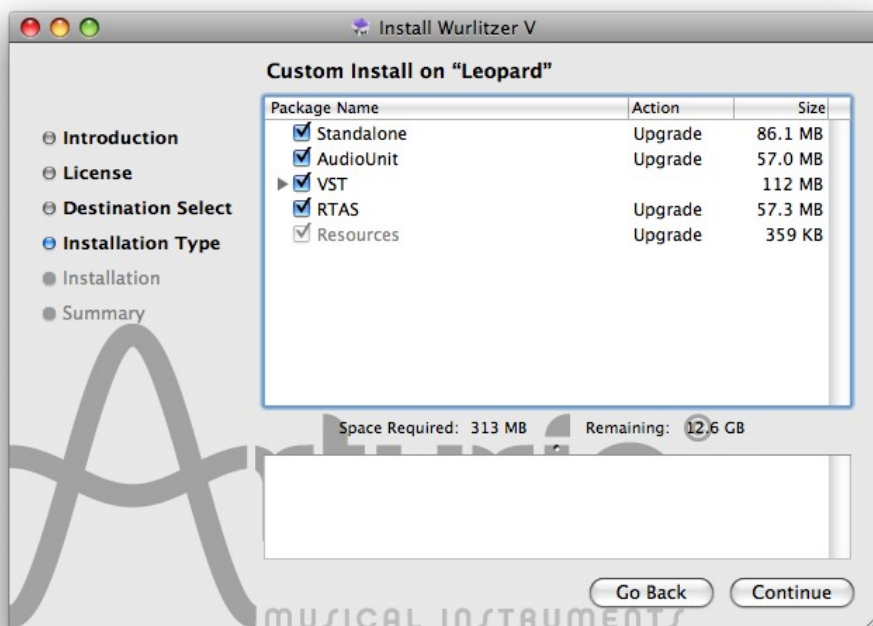 Install Wurlitzer V
Custom Install on “Leopard”
Introduction
License
Destination Select
Installation Type
Installation
Summary
Package Name Action Size
Standalone Upgrade 86.1 MB
AudioUnit Upgrade 57.0 MB
VST 112 MB
RTAS Upgrade 57.3 MB
Resources Upgrade 359 KB
Space Required: 313 MB Remaining: 12.6 GB
Go Back Continue
MUSICAL INSTRUMENTS